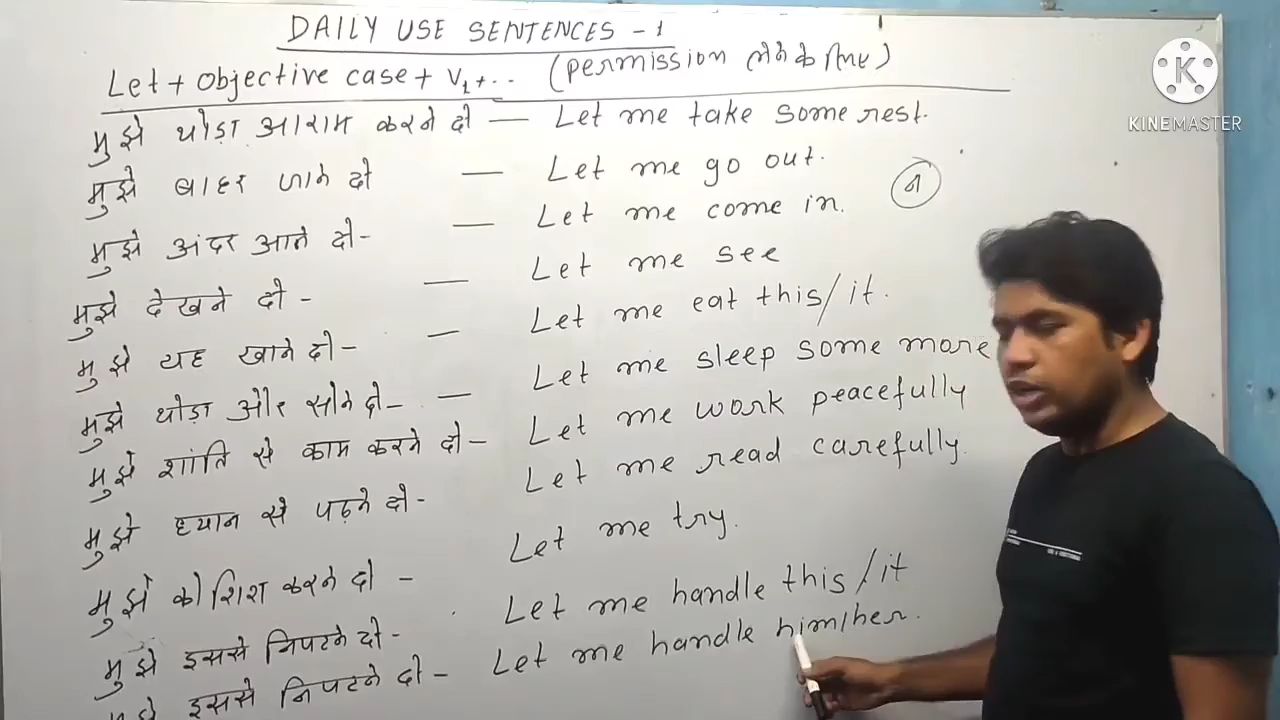 DAILY USE SENTENCES - 1
Let + objective case + V1 + .. (permission लेने के लिए)
मुझे थोड़ा आराम करने दो — Let me take some rest.
मुझे बाहर जाने दो — Let me go out.
मुझे अंदर आने दो - — Let me come in.
न
मुझे देखने दो - — Let me see
मुझे यह खाने दो - — Let me eat this/it.
मुझे थोड़ा और सोने दो - — Let me sleep some more
मुझे शांति से काम करने दो - Let me work peacefully
मुझे ध्यान से पढ़ने दो - Let me read carefully.
मुझे कोशिश करने दो - Let me try.
मुझे इससे निपटने दो - Let me handle this/it
मुझे इससे निपटने दो - Let me handle him/her.
KINEMASTER